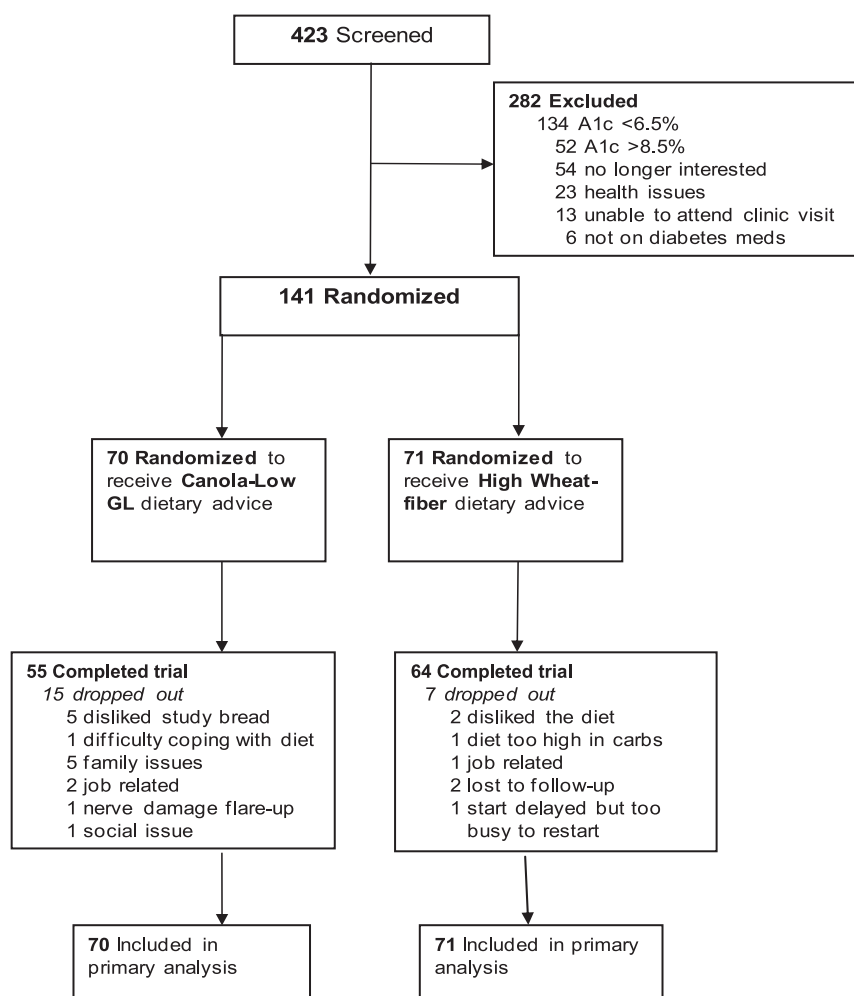 423 Screened
282 Excluded
134 A1c <6.5%
52 A1c >8.5%
54 no longer interested
23 health issues
13 unable to attend clinic visit
6 not on diabetes meds
141 Randomized
70 Randomized to
receive Canola-Low
GL dietary advice
71 Randomized to
receive High Wheat-
fiber dietary advice
55 Completed trial
15 dropped out
5 disliked study bread
1 difficulty coping with diet
5 family issues
2 job related
1 nerve damage flare-up
1 social issue
64 Completed trial
7 dropped out
2 disliked the diet
1 diet too high in carbs
1 job related
2 lost to follow-up
1 start delayed but too
busy to restart
70 Included in
primary analysis
71 Included in primary
analysis